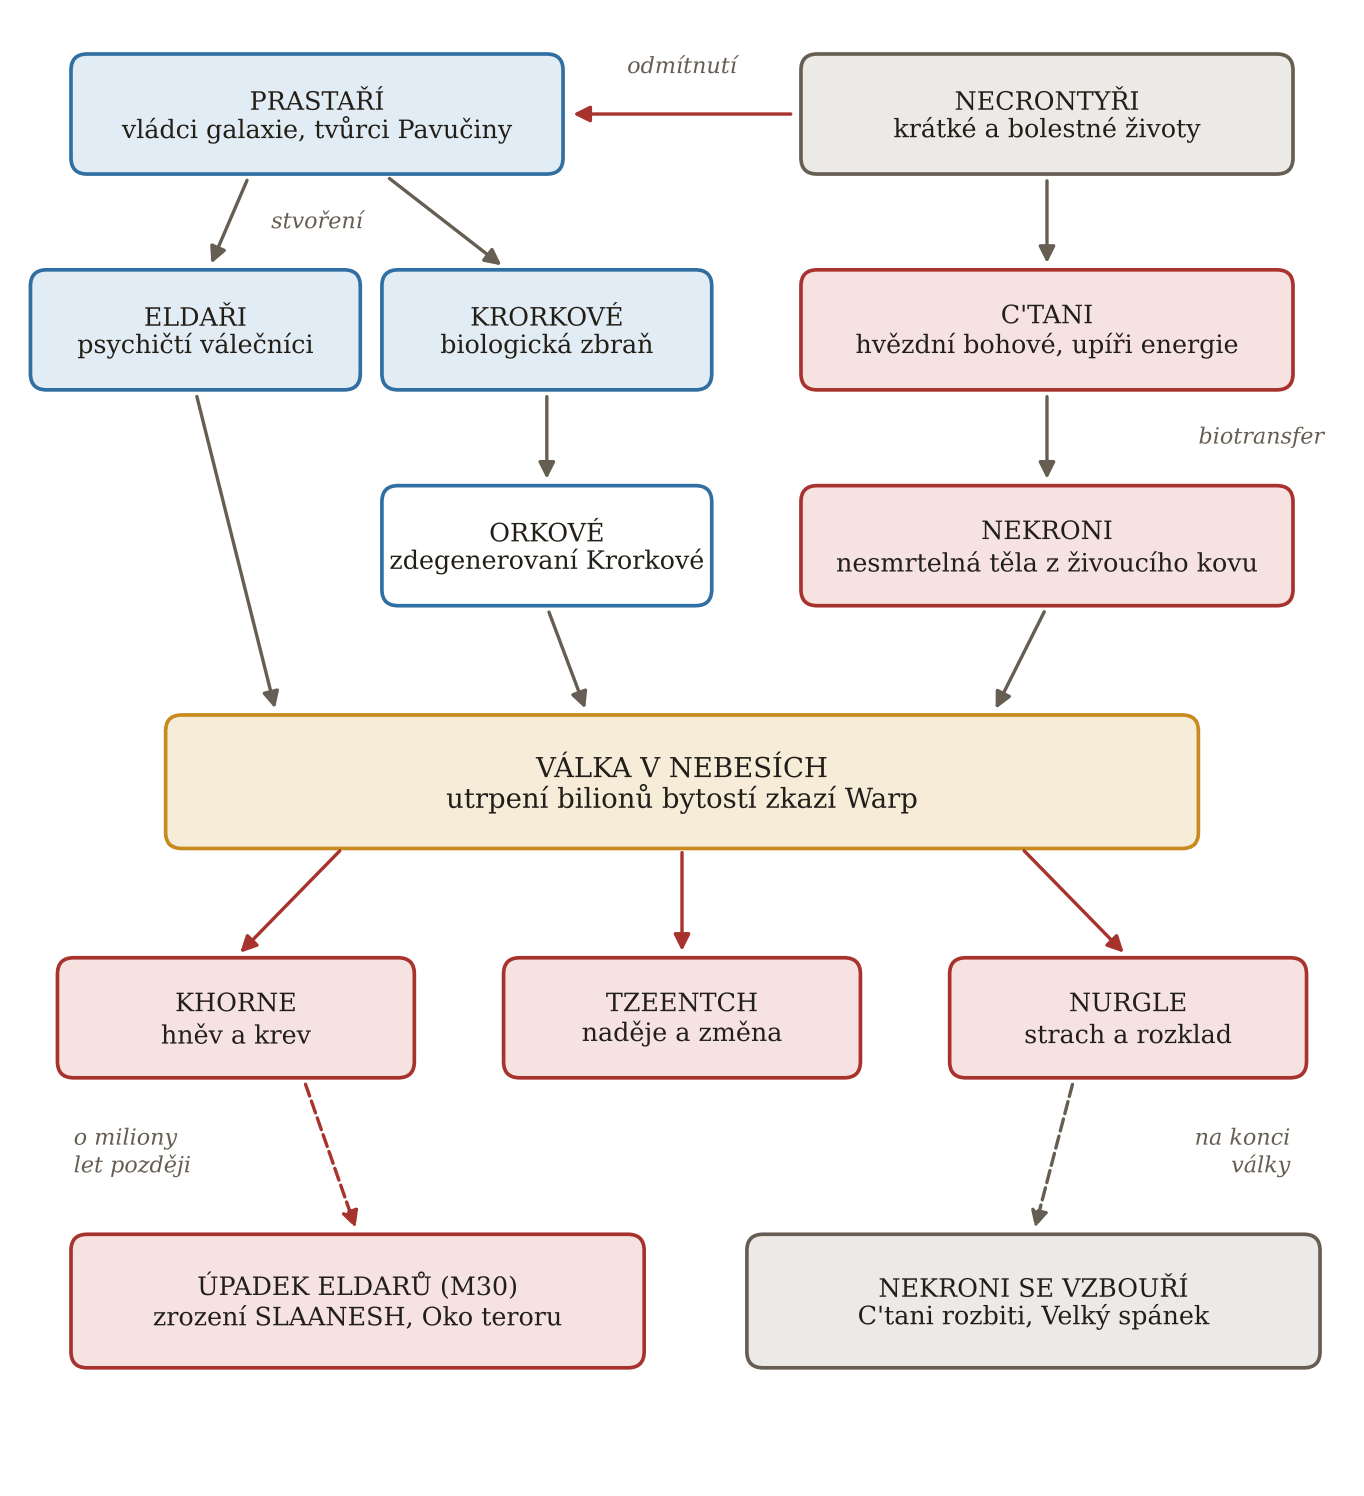 odmítnutí
PRASTAŘÍ
vládci galaxie, tvůrci Pavučiny
NECRONTYŘI
krátké a bolestné životy
stvoření
ELDAŘI
psychičtí válečníci
KRORKOVÉ
biologická zbraň
C'TANI
hvězdní bohové, upíři energie
biotransfer
ORKOVÉ
zdegenerovaní Krorkové
NEKRONI
nesmrtelná těla z živoucího kovu
VÁLKA V NEBESÍCH
utrpení bilionů bytostí zkazí Warp
KHORNE
hněv a krev
TZEENTCH
naděje a změna
NURGLE
strach a rozklad
o miliony
let později
na konci
války
ÚPADEK ELDARŮ (M30)
zrození SLAANESH, Oko teroru
NEKRONI SE VZBOUŘÍ
C'tani rozbiti, Velký spánek